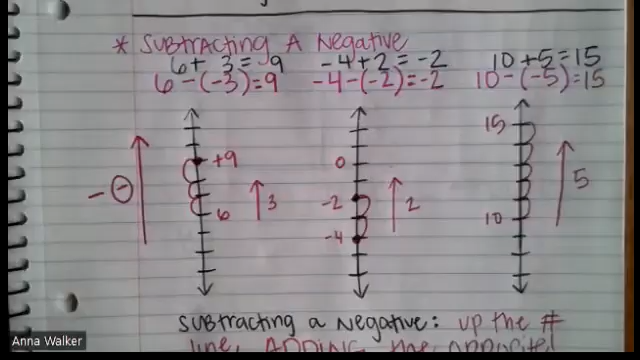 * SUBTRACTING A NEGATIVE
6 + 3 = 9 -4 + 2 = -2 10 + 5 = 15
6 - (-3) = 9 -4 - (-2) = -2 10 - (-5) = 15
15
+9 0
- (-) 3 -2 2 5
6 -4 10
SUBTRACTING A NEGATIVE: UP THE #
LINE, ADDING THE OPPOSITE
Anna Walker